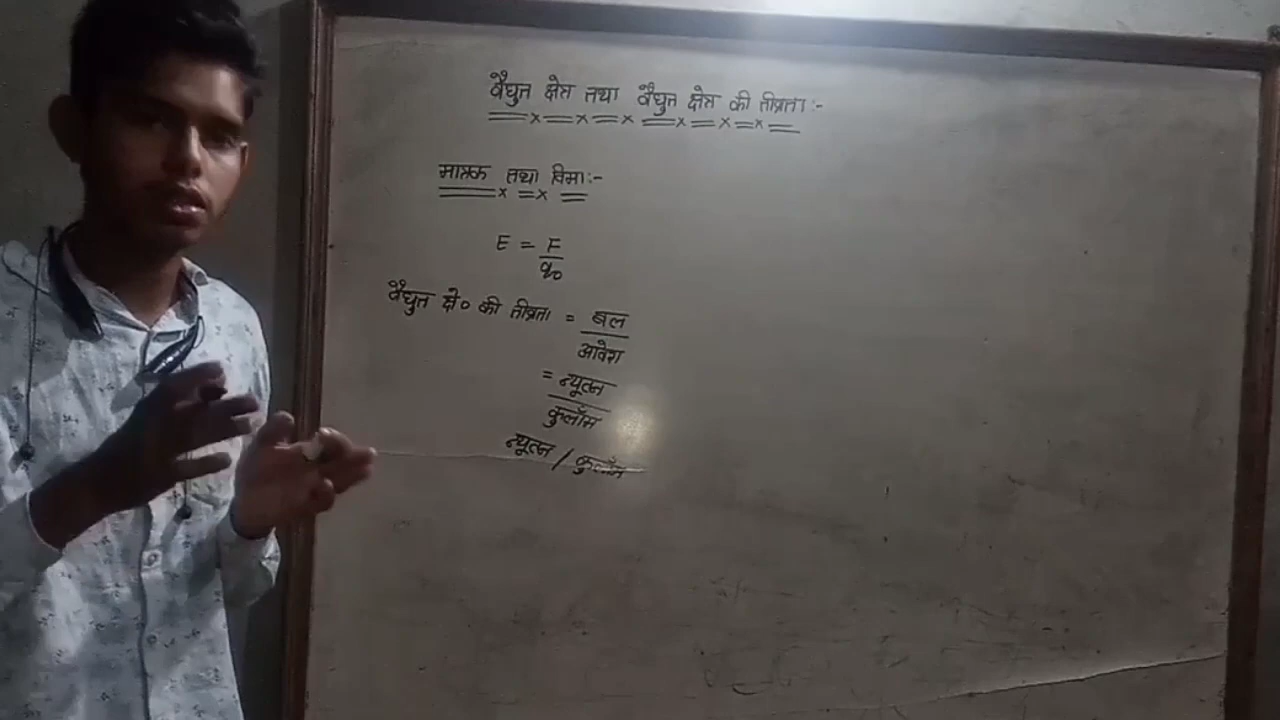 वैधुत क्षेत्र तथा वैधुत क्षेत्र की तीव्रता :-
मात्रक तथा विमा :-
E = F / q₀
वैधुत क्षे० की तीव्रता = बल / आवेश
= न्यूटन / कुलॉम
न्यूटन / कुलॉम